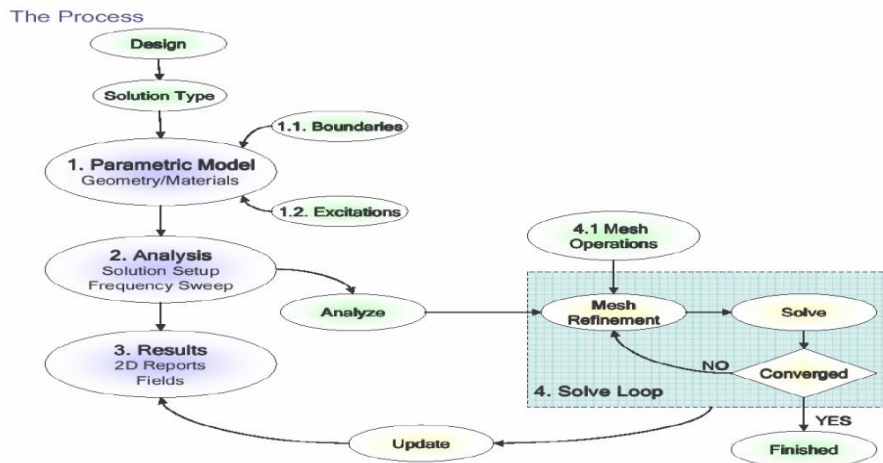 The Process
Design
Solution Type
1.1. Boundaries
1. Parametric Model
Geometry/Materials
1.2. Excitations
2. Analysis
Solution Setup
Frequency Sweep
Analyze
4.1 Mesh
Operations
Mesh
Refinement
Solve
3. Results
2D Reports
Fields
NO
Converged
4. Solve Loop
YES
Update
Finished